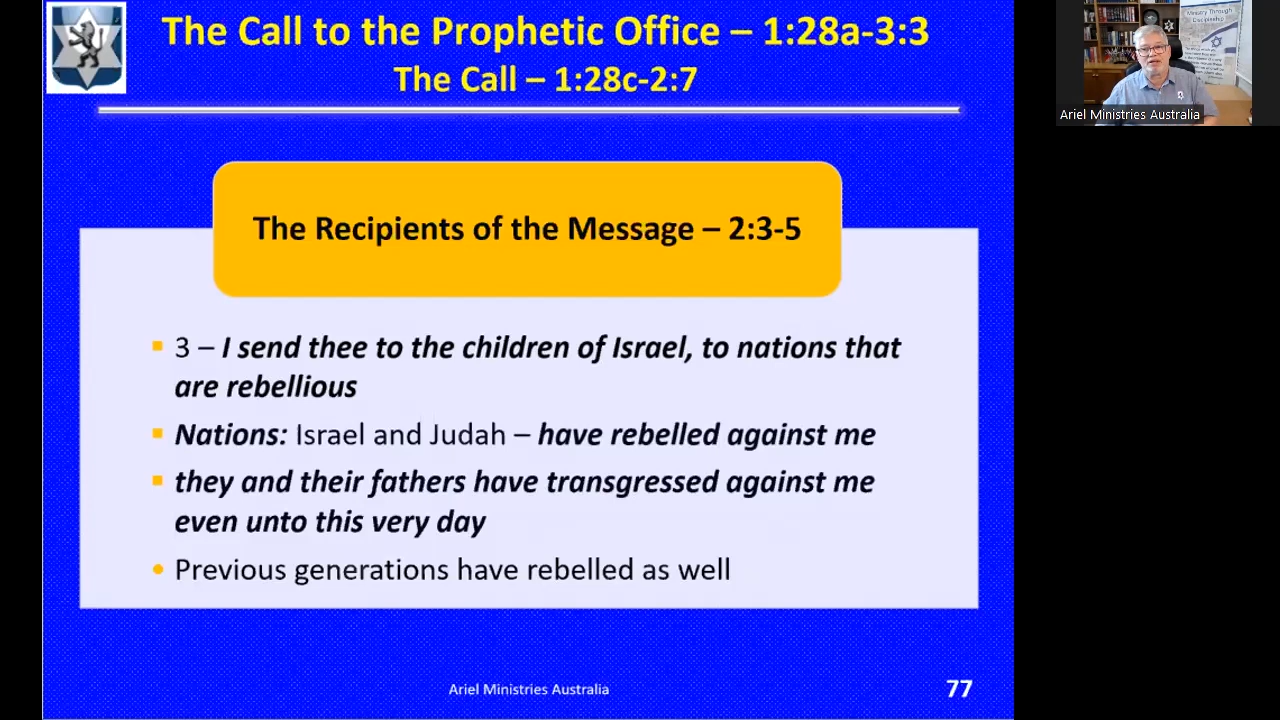 The Call to the Prophetic Office – 1:28a-3:3
The Call – 1:28c-2:7
The Recipients of the Message – 2:3-5
3 – I send thee to the children of Israel, to nations that
are rebellious
Nations: Israel and Judah – have rebelled against me
they and their fathers have transgressed against me
even unto this very day
Previous generations have rebelled as well
Ariel Ministries Australia
77
Ministry Through
Discipleship
Ariel Ministries Australia